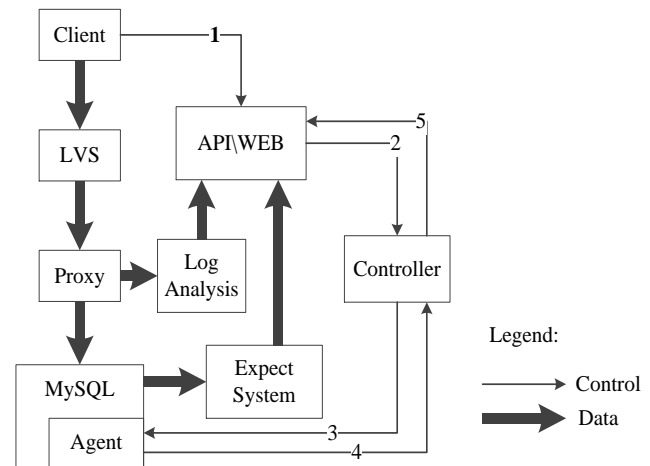 Client
1
LVS
API\WEB
5
2
Proxy
Log
Analysis
Controller
Legend:
MySQL
Expect
System
Control
Agent
3
4
Data